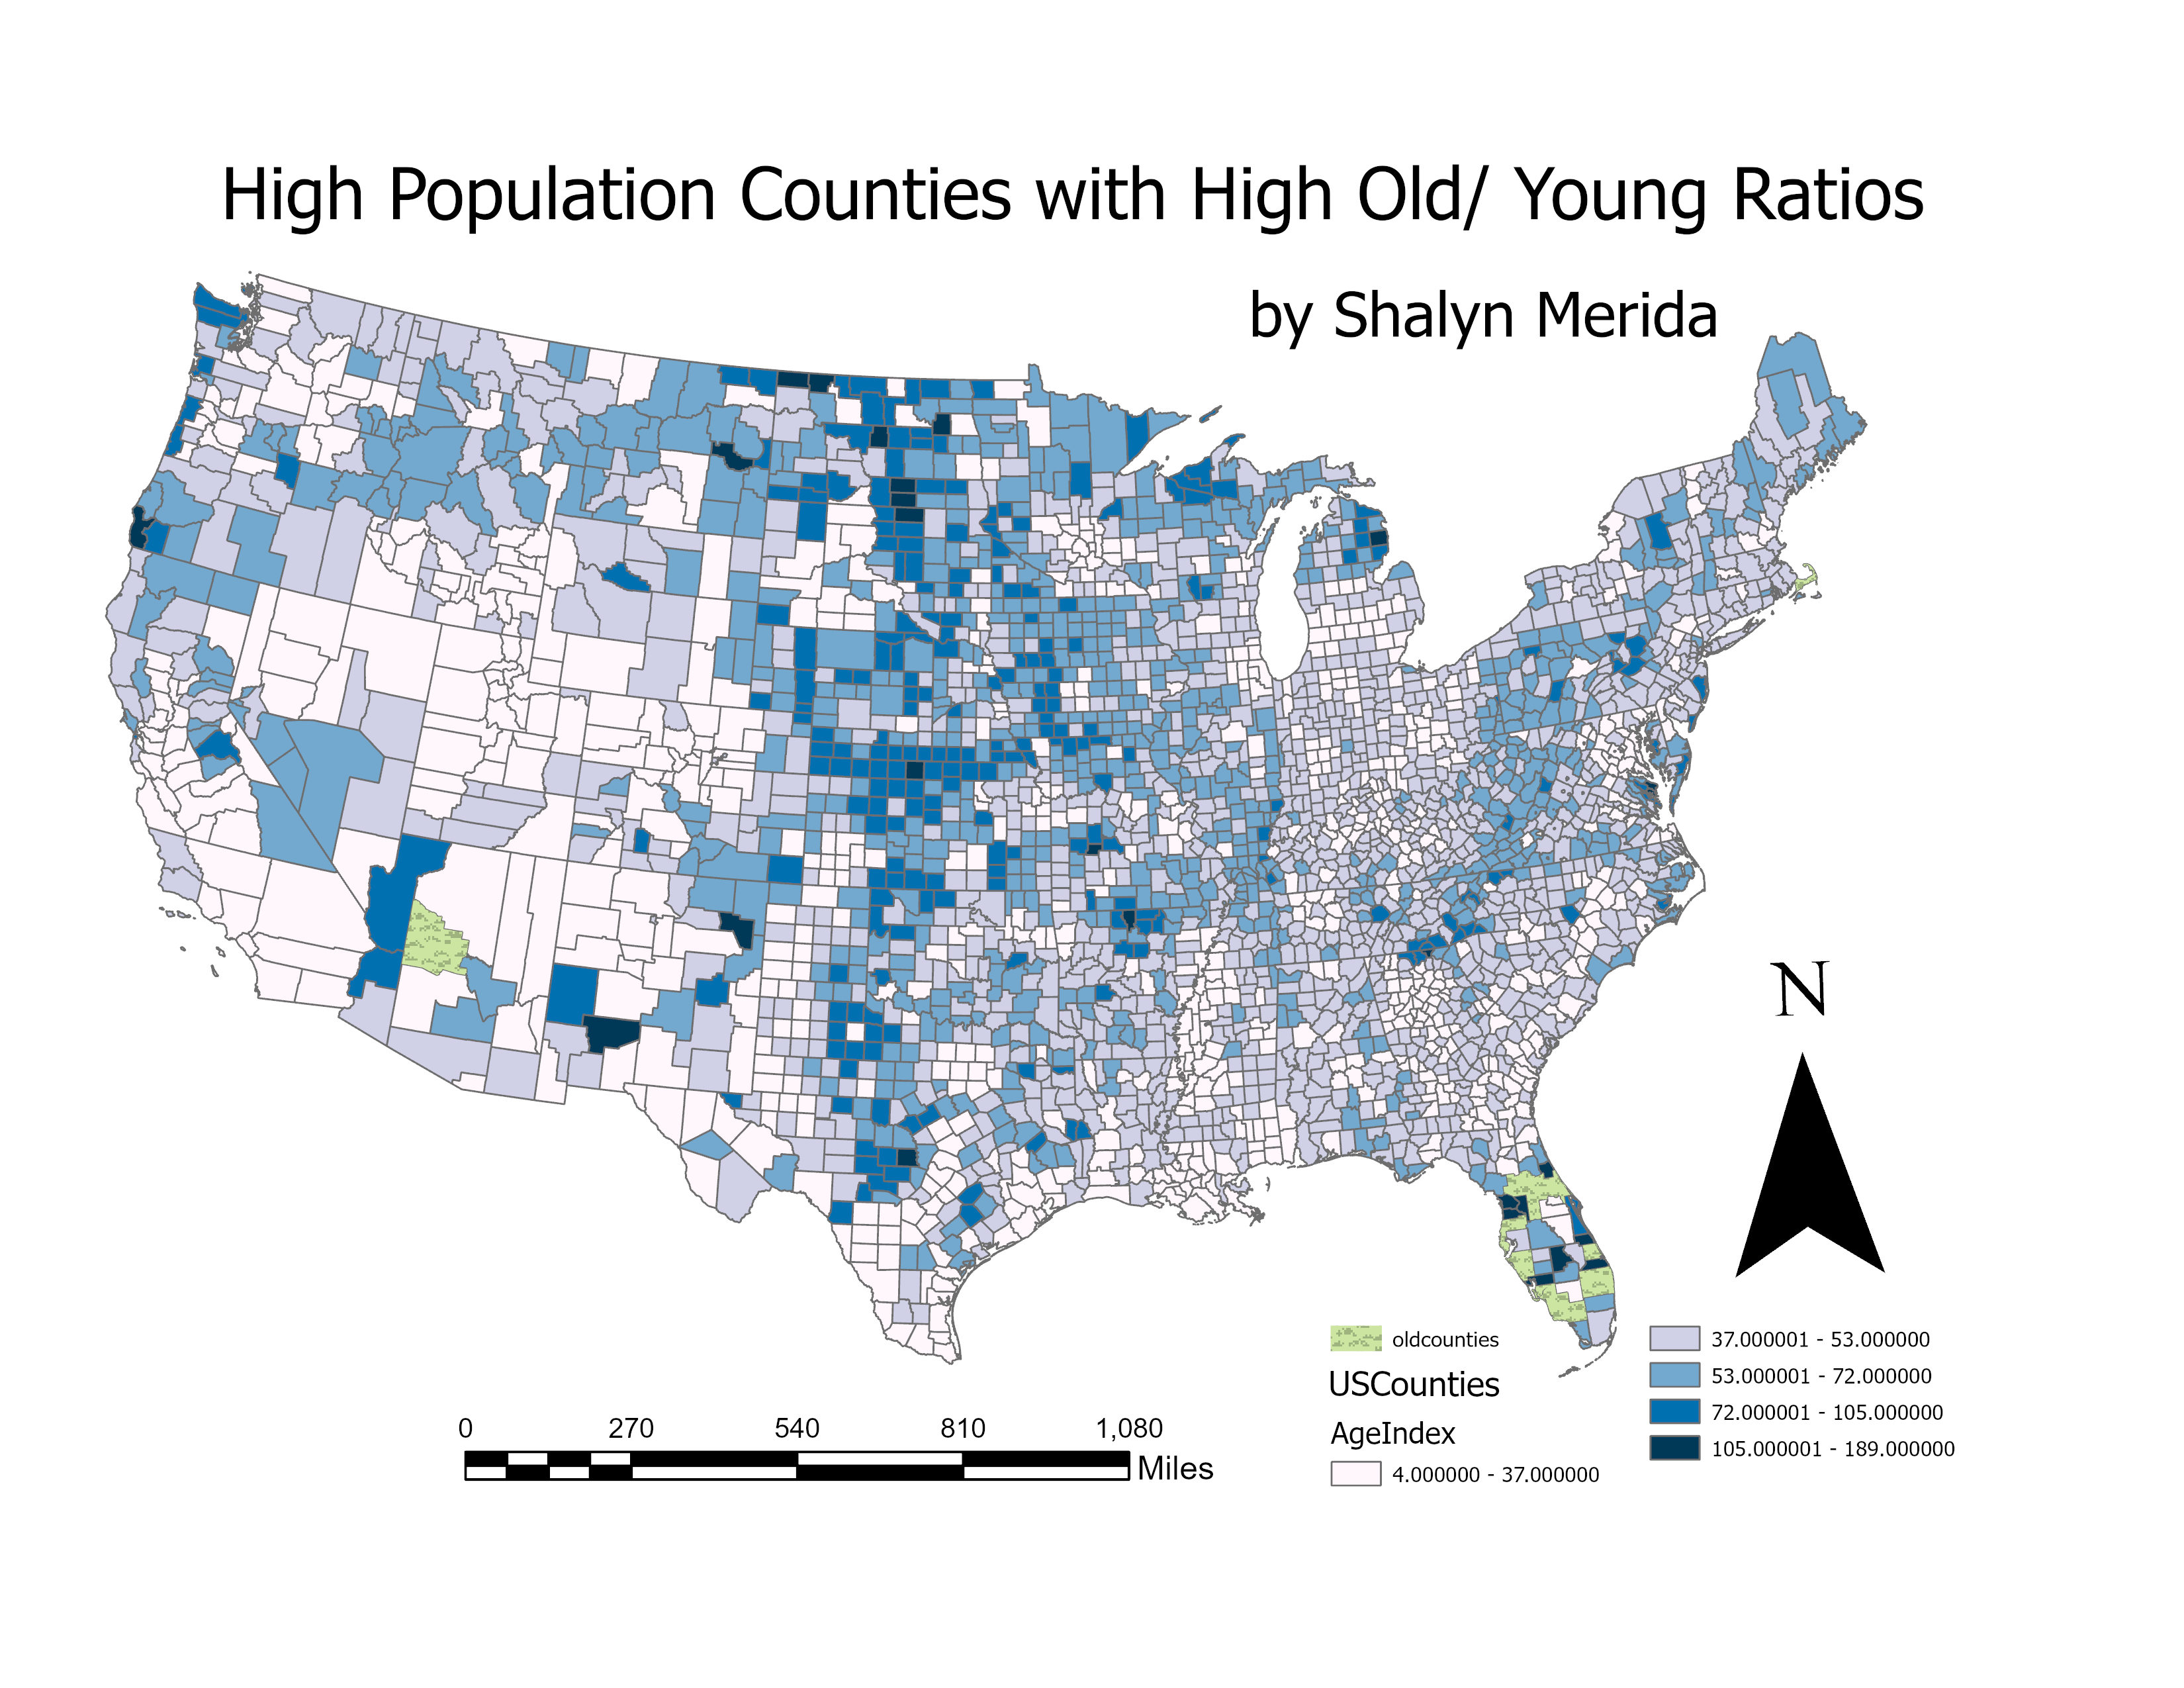 High Population Counties with High Old/ Young Ratios
by Shalyn Merida
N
oldcounties
USCounties
AgeIndex
4.000000 - 37.000000
37.000001 - 53.000000
53.000001 - 72.000000
72.000001 - 105.000000
105.000001 - 189.000000
0 270 540 810 1,080
Miles